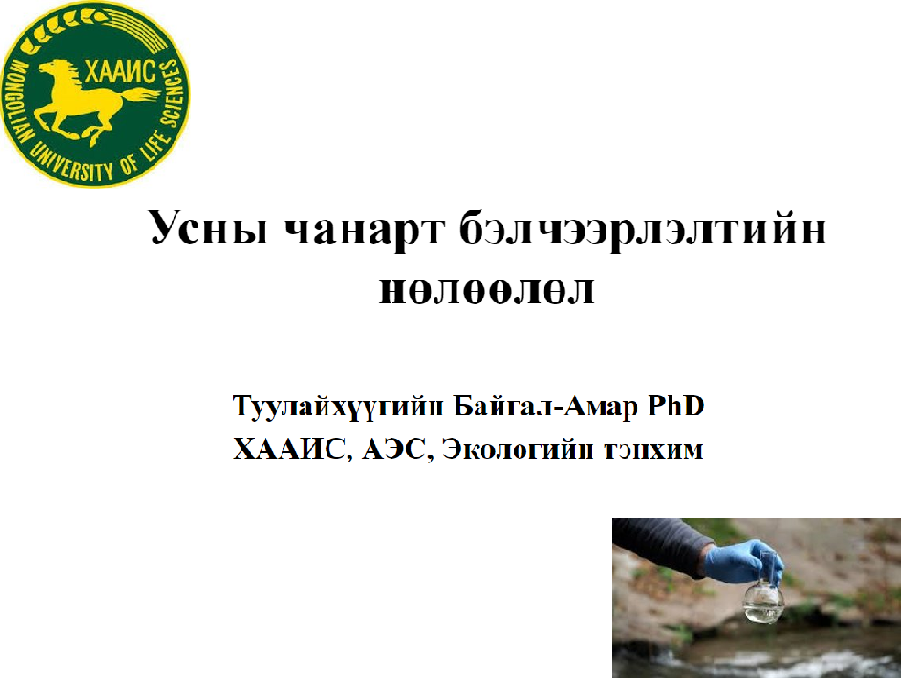 ХААИС
MONGOLIAN UNIVERSITY OF LIFE SCIENCES
Усны чанарт бэлчээрлэлтийн
нөлөөлөл
Туулайхүүгийн Байгал-Амар PhD
ХААИС, АЭС, Экологийн тэнхим